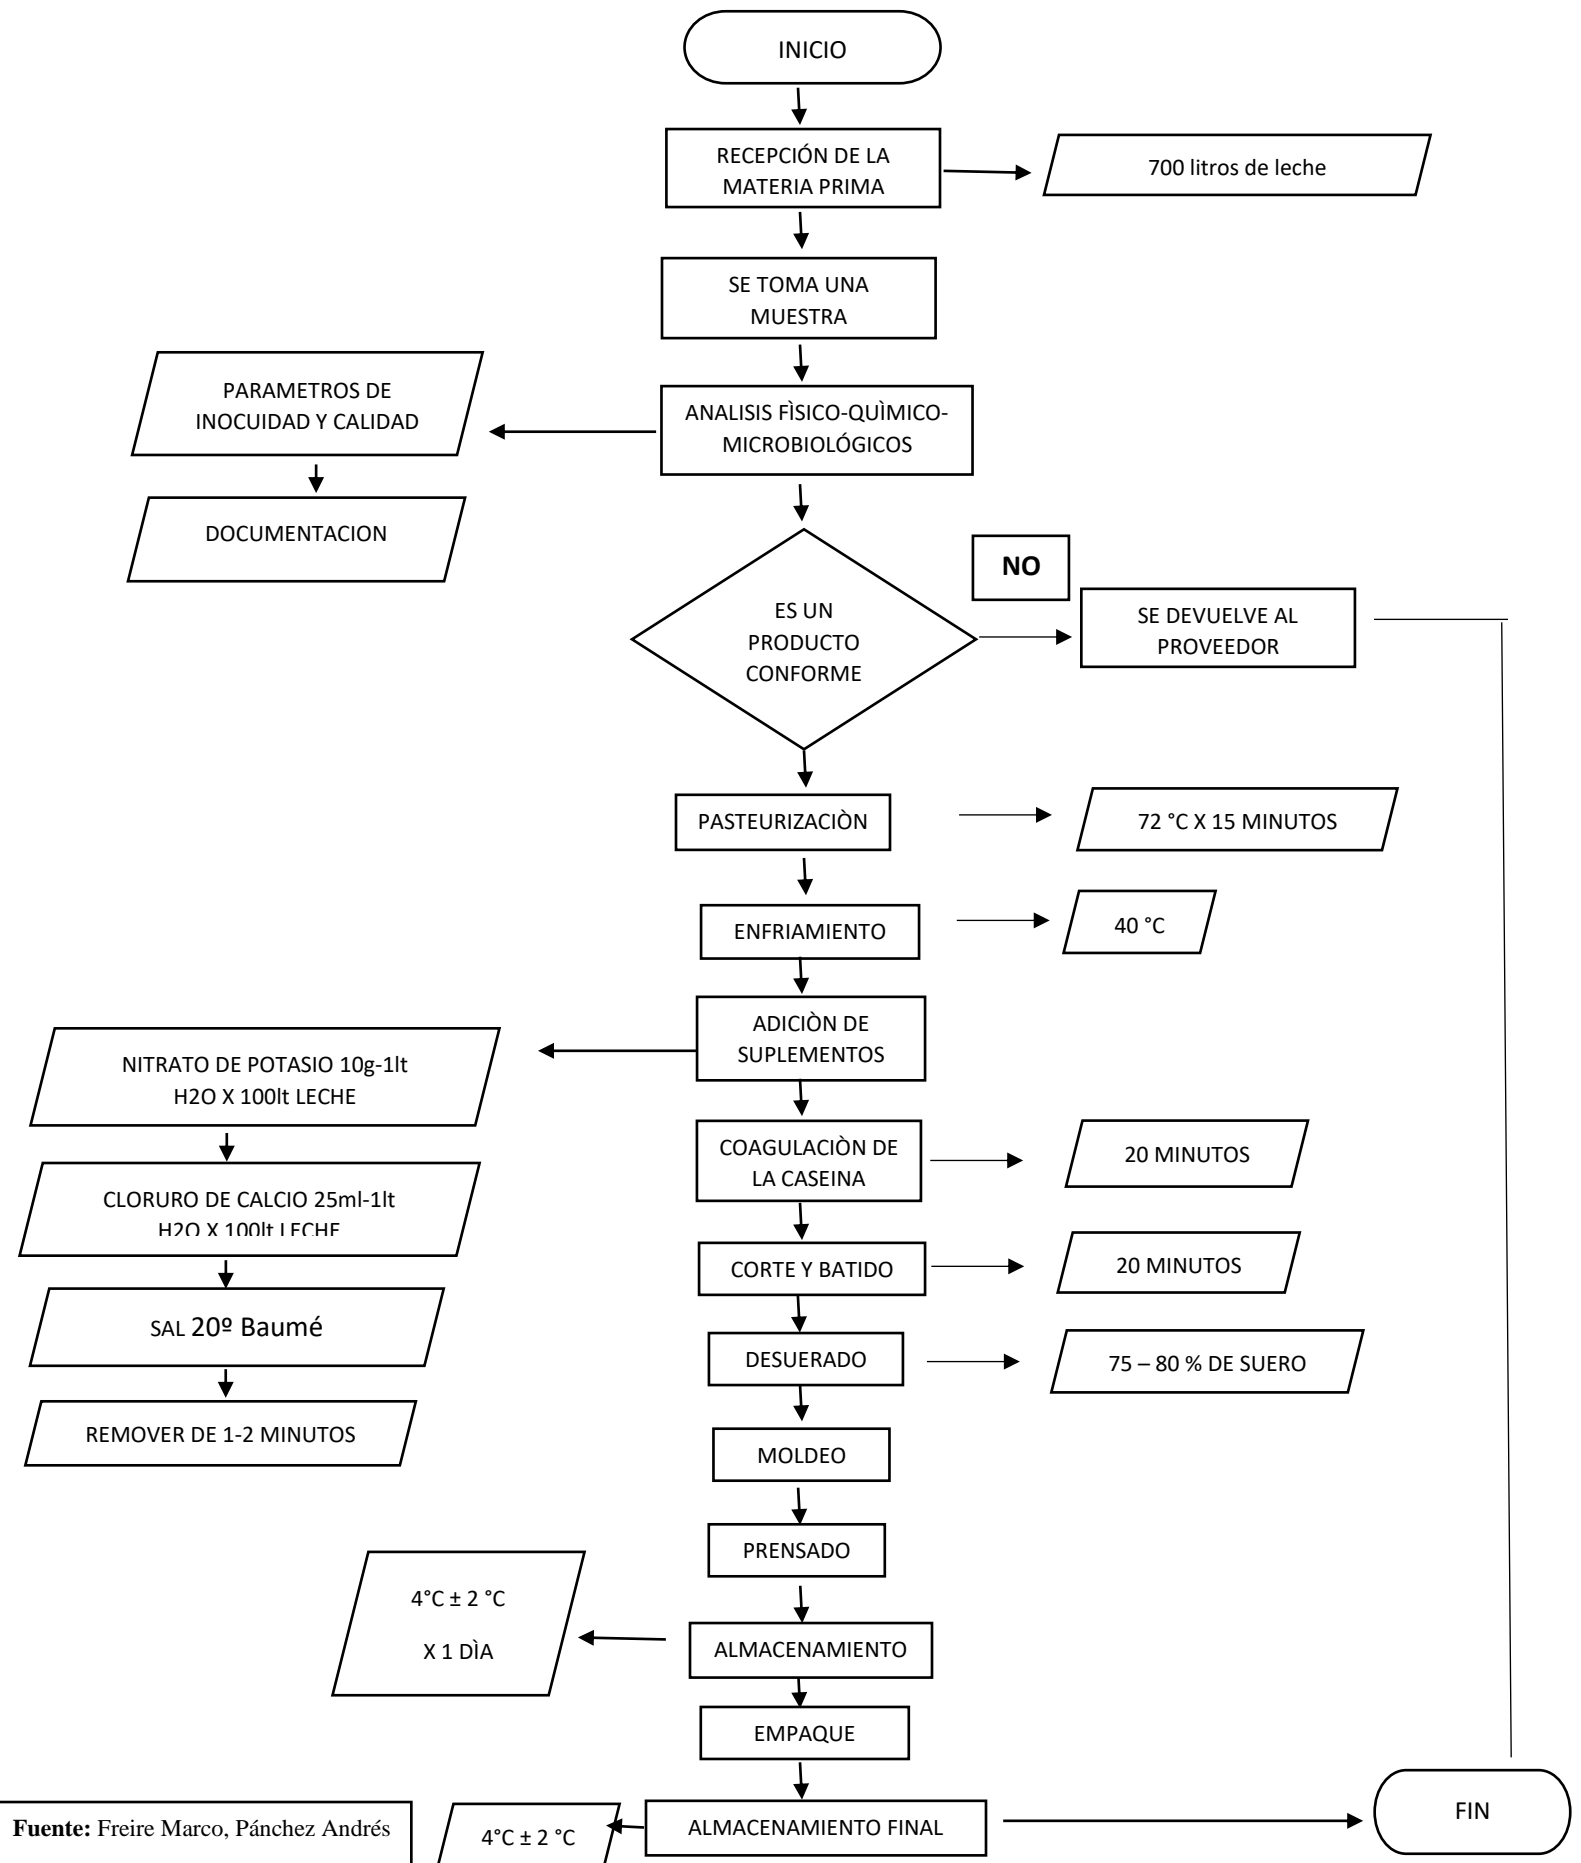 INICIO
RECEPCIÓN DE LA
MATERIA PRIMA
700 litros de leche
SE TOMA UNA
MUESTRA
ANALISIS FÌSICO-QUÌMICO-
MICROBIOLÓGICOS
PARAMETROS DE
INOCUIDAD Y CALIDAD
DOCUMENTACION
ES UN
PRODUCTO
CONFORME
NO
SE DEVUELVE AL
PROVEEDOR
PASTEURIZACIÒN
72 °C X 15 MINUTOS
ENFRIAMIENTO
40 °C
ADICIÒN DE
SUPLEMENTOS
NITRATO DE POTASIO 10g-1lt
H2O X 100lt LECHE
CLORURO DE CALCIO 25ml-1lt
H2O X 100lt LECHE
SAL 20º Baumé
REMOVER DE 1-2 MINUTOS
COAGULACIÒN DE
LA CASEINA
20 MINUTOS
CORTE Y BATIDO
20 MINUTOS
DESUERADO
75 – 80 % DE SUERO
MOLDEO
PRENSADO
ALMACENAMIENTO
4°C ± 2 °C
X 1 DÌA
EMPAQUE
ALMACENAMIENTO FINAL
4°C ± 2 °C
FIN
Fuente: Freire Marco, Pánchez Andrés